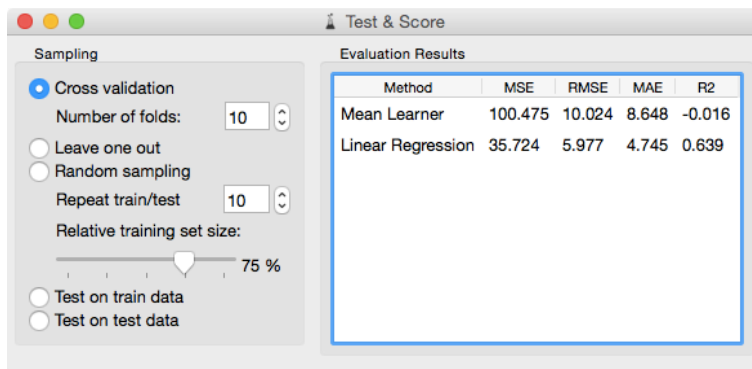 Test & Score
Sampling
Cross validation
Number of folds: 10
Leave one out
Random sampling
Repeat train/test 10
Relative training set size:
75 %
Test on train data
Test on test data
Evaluation Results
Method MSE RMSE MAE R2
Mean Learner 100.475 10.024 8.648 -0.016
Linear Regression 35.724 5.977 4.745 0.639